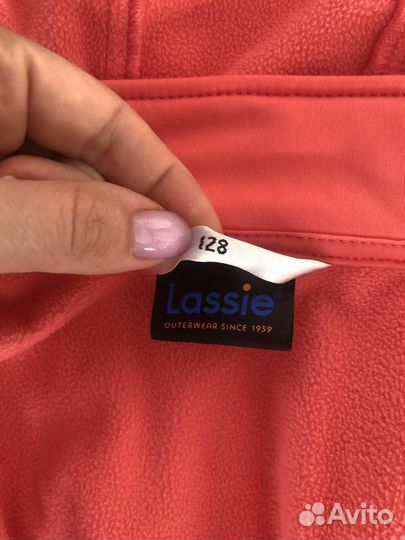 128
Lassie®
OUTERWEAR SINCE 1959
Avito